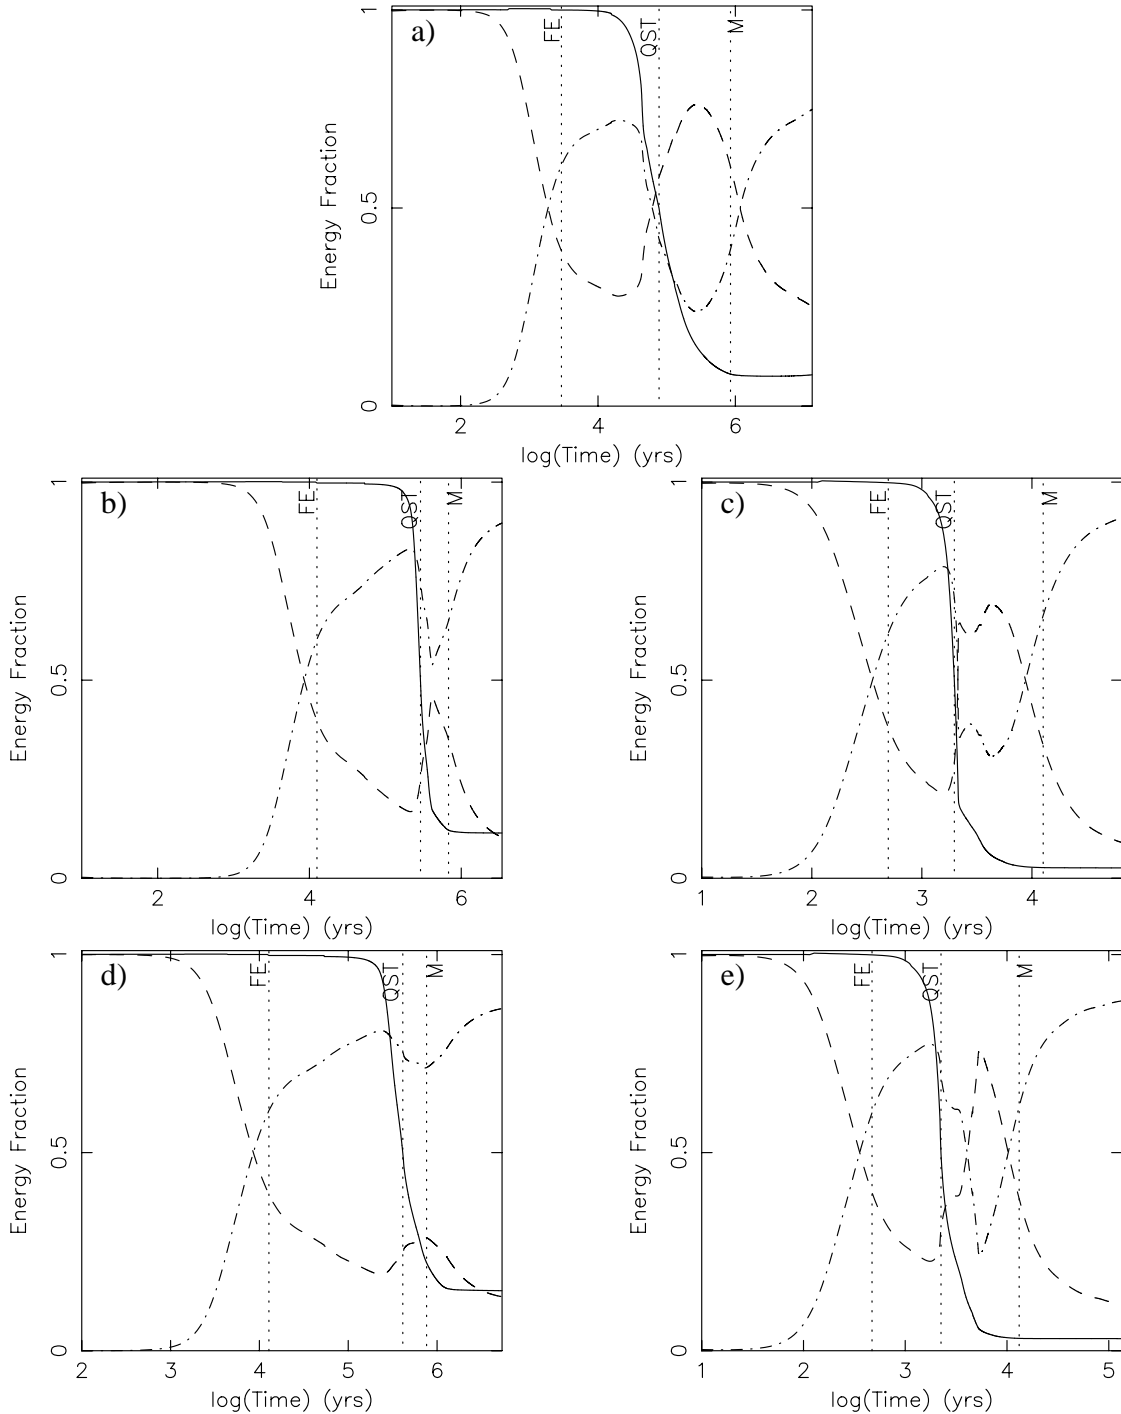 a)
FE
QST
M
1
0.5
0
Energy Fraction
2 4 6
log(Time) (yrs)
b)
FE
QST
M
1
0.5
0
Energy Fraction
2 4 6
log(Time) (yrs)
c)
FE
QST
M
1
0.5
0
Energy Fraction
1 2 3 4
log(Time) (yrs)
d)
FE
QST
M
1
0.5
0
Energy Fraction
2 3 4 5 6
log(Time) (yrs)
e)
FE
QST
M
1
0.5
0
Energy Fraction
1 2 3 4 5
log(Time) (yrs)